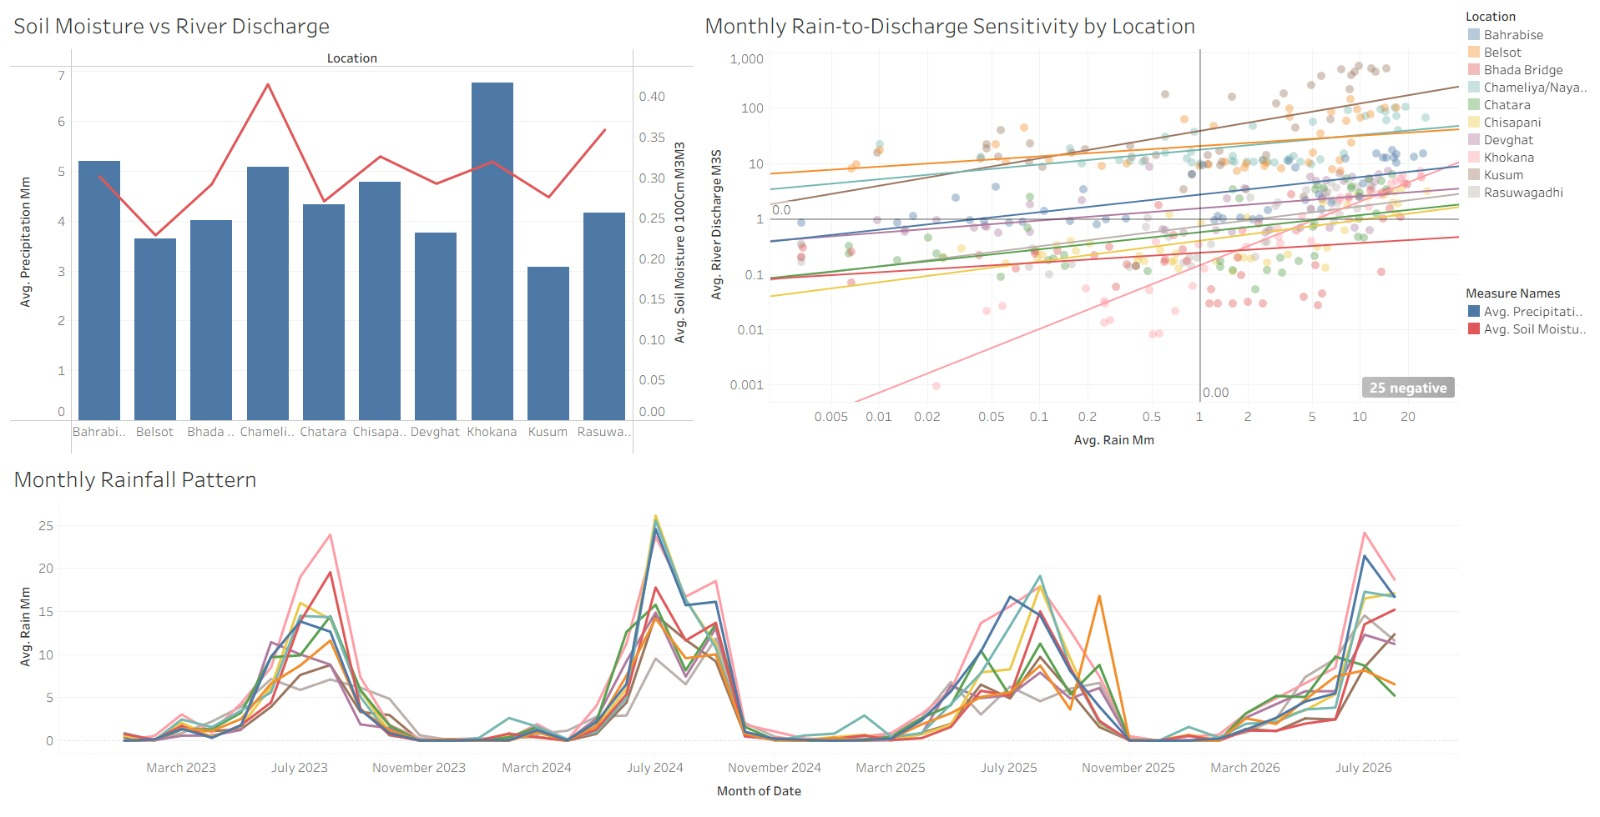 Soil Moisture vs River Discharge
Location
7
6
5
4
3
2
1
0
Avg. Precipitation Mm
0.40
0.35
0.30
0.25
0.20
0.15
0.10
0.05
0.00
Avg. Soil Moisture 0 100Cm M3M3
Bahrabi.. Belsot Bhada .. Chameli.. Chatara Chisapa.. Devghat Khokana Kusum Rasuwa..
Monthly Rain-to-Discharge Sensitivity by Location
1,000
100
10
1
0.1
0.01
0.001
Avg. River Discharge M3S
0.0
0.00
25 negative
0.005 0.01 0.02 0.05 0.1 0.2 0.5 1 2 5 10 20
Avg. Rain Mm
Location
Bahrabise
Belsot
Bhada Bridge
Chameliya/Naya..
Chatara
Chisapani
Devghat
Khokana
Kusum
Rasuwagadhi
Measure Names
Avg. Precipitati..
Avg. Soil Moistu..
Monthly Rainfall Pattern
25
20
15
10
5
0
Avg. Rain Mm
March 2023 July 2023 November 2023 March 2024 July 2024 November 2024 March 2025 July 2025 November 2025 March 2026 July 2026
Month of Date